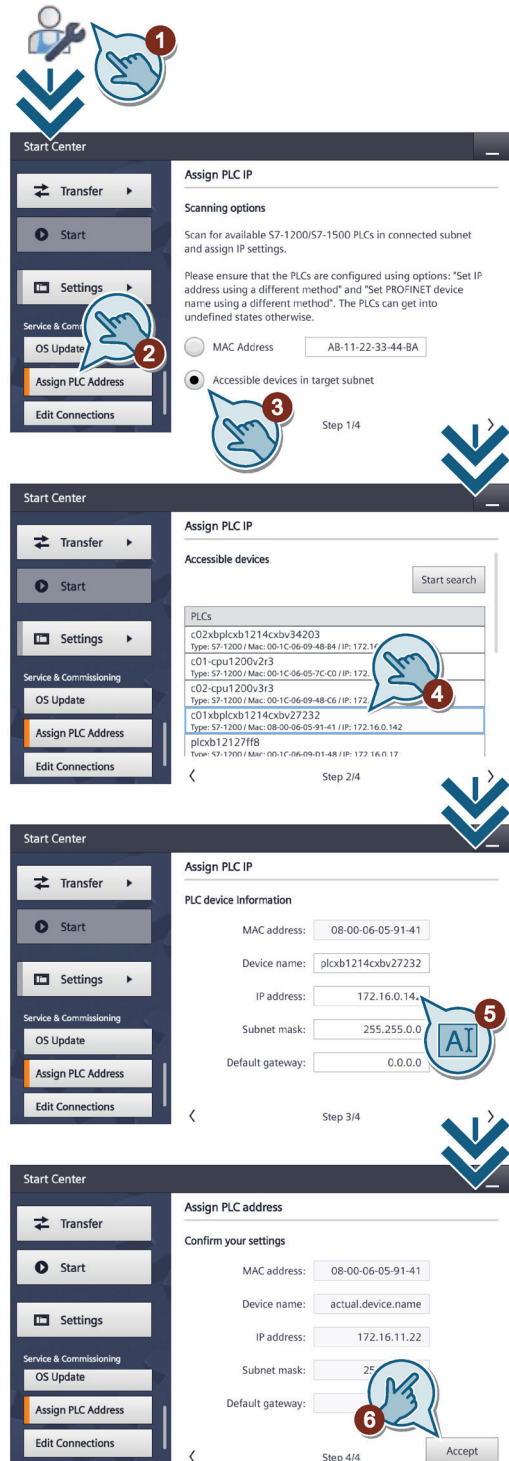 1
Start Center
Transfer
Start
Settings
Service & Comm
OS Update
2
Assign PLC Address
Edit Connections
Assign PLC IP
Scanning options
Scan for available S7-1200/S7-1500 PLCs in connected subnet
and assign IP settings.
Please ensure that the PLCs are configured using options: "Set IP
address using a different method" and "Set PROFINET device
name using a different method". The PLCs can get into
undefined states otherwise.
MAC Address AB-11-22-33-44-BA
Accessible devices in target subnet
3
Step 1/4
Start Center
Transfer
Start
Settings
Service & Commissioning
OS Update
Assign PLC Address
Edit Connections
Assign PLC IP
Accessible devices
Start search
PLCs
c02xbplcxb1214cxbv34203
Type: S7-1200 / Mac: 00-1C-06-09-48-84 / IP: 172.16
c01-cpu1200v2r3
Type: S7-1200 / Mac: 00-1C-06-05-7C-C0 / IP: 172.
c02-cpu1200v3r3
Type: S7-1200 / Mac: 00-1C-06-09-48-C6 / IP: 172.
4
c01xbplcxb1214cxbv27232
Type: S7-1200 / Mac: 08-00-06-05-91-41 / IP: 172.16.0.142
plcxb12127ff8
Type: S7-1200 / Mac: 00-1C-06-09-D1-48 / IP: 172.16.0.17
Step 2/4
Start Center
Transfer
Start
Settings
Service & Commissioning
OS Update
Assign PLC Address
Edit Connections
Assign PLC IP
PLC device Information
MAC address: 08-00-06-05-91-41
Device name: plcxb1214cxbv27232
IP address: 172.16.0.142
5
AI
Subnet mask: 255.255.0.0
Default gateway: 0.0.0.0
Step 3/4
Start Center
Transfer
Start
Settings
Service & Commissioning
OS Update
Assign PLC Address
Edit Connections
Assign PLC address
Confirm your settings
MAC address: 08-00-06-05-91-41
Device name: actual.device.name
IP address: 172.16.11.22
Subnet mask: 25
Default gateway:
6
Step 4/4
Accept